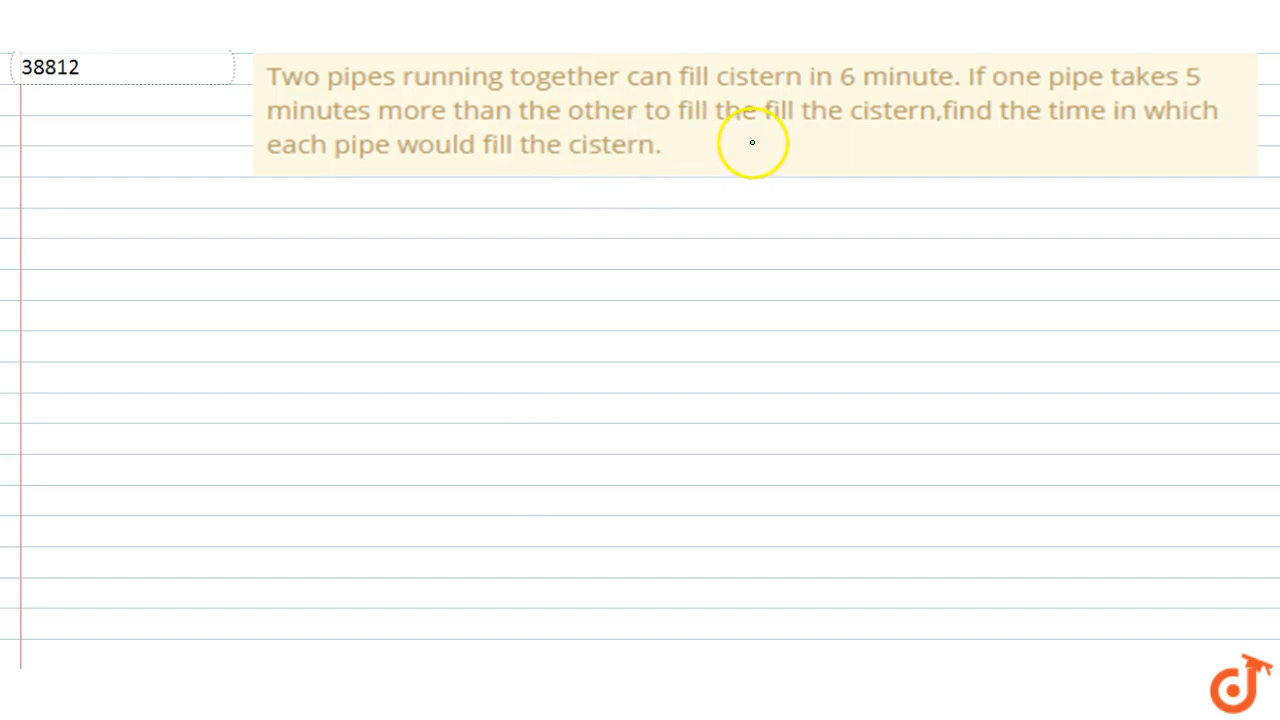 38812
Two pipes running together can fill cistern in 6 minute. If one pipe takes 5
minutes more than the other to fill the fill the cistern,find the time in which
each pipe would fill the cistern.